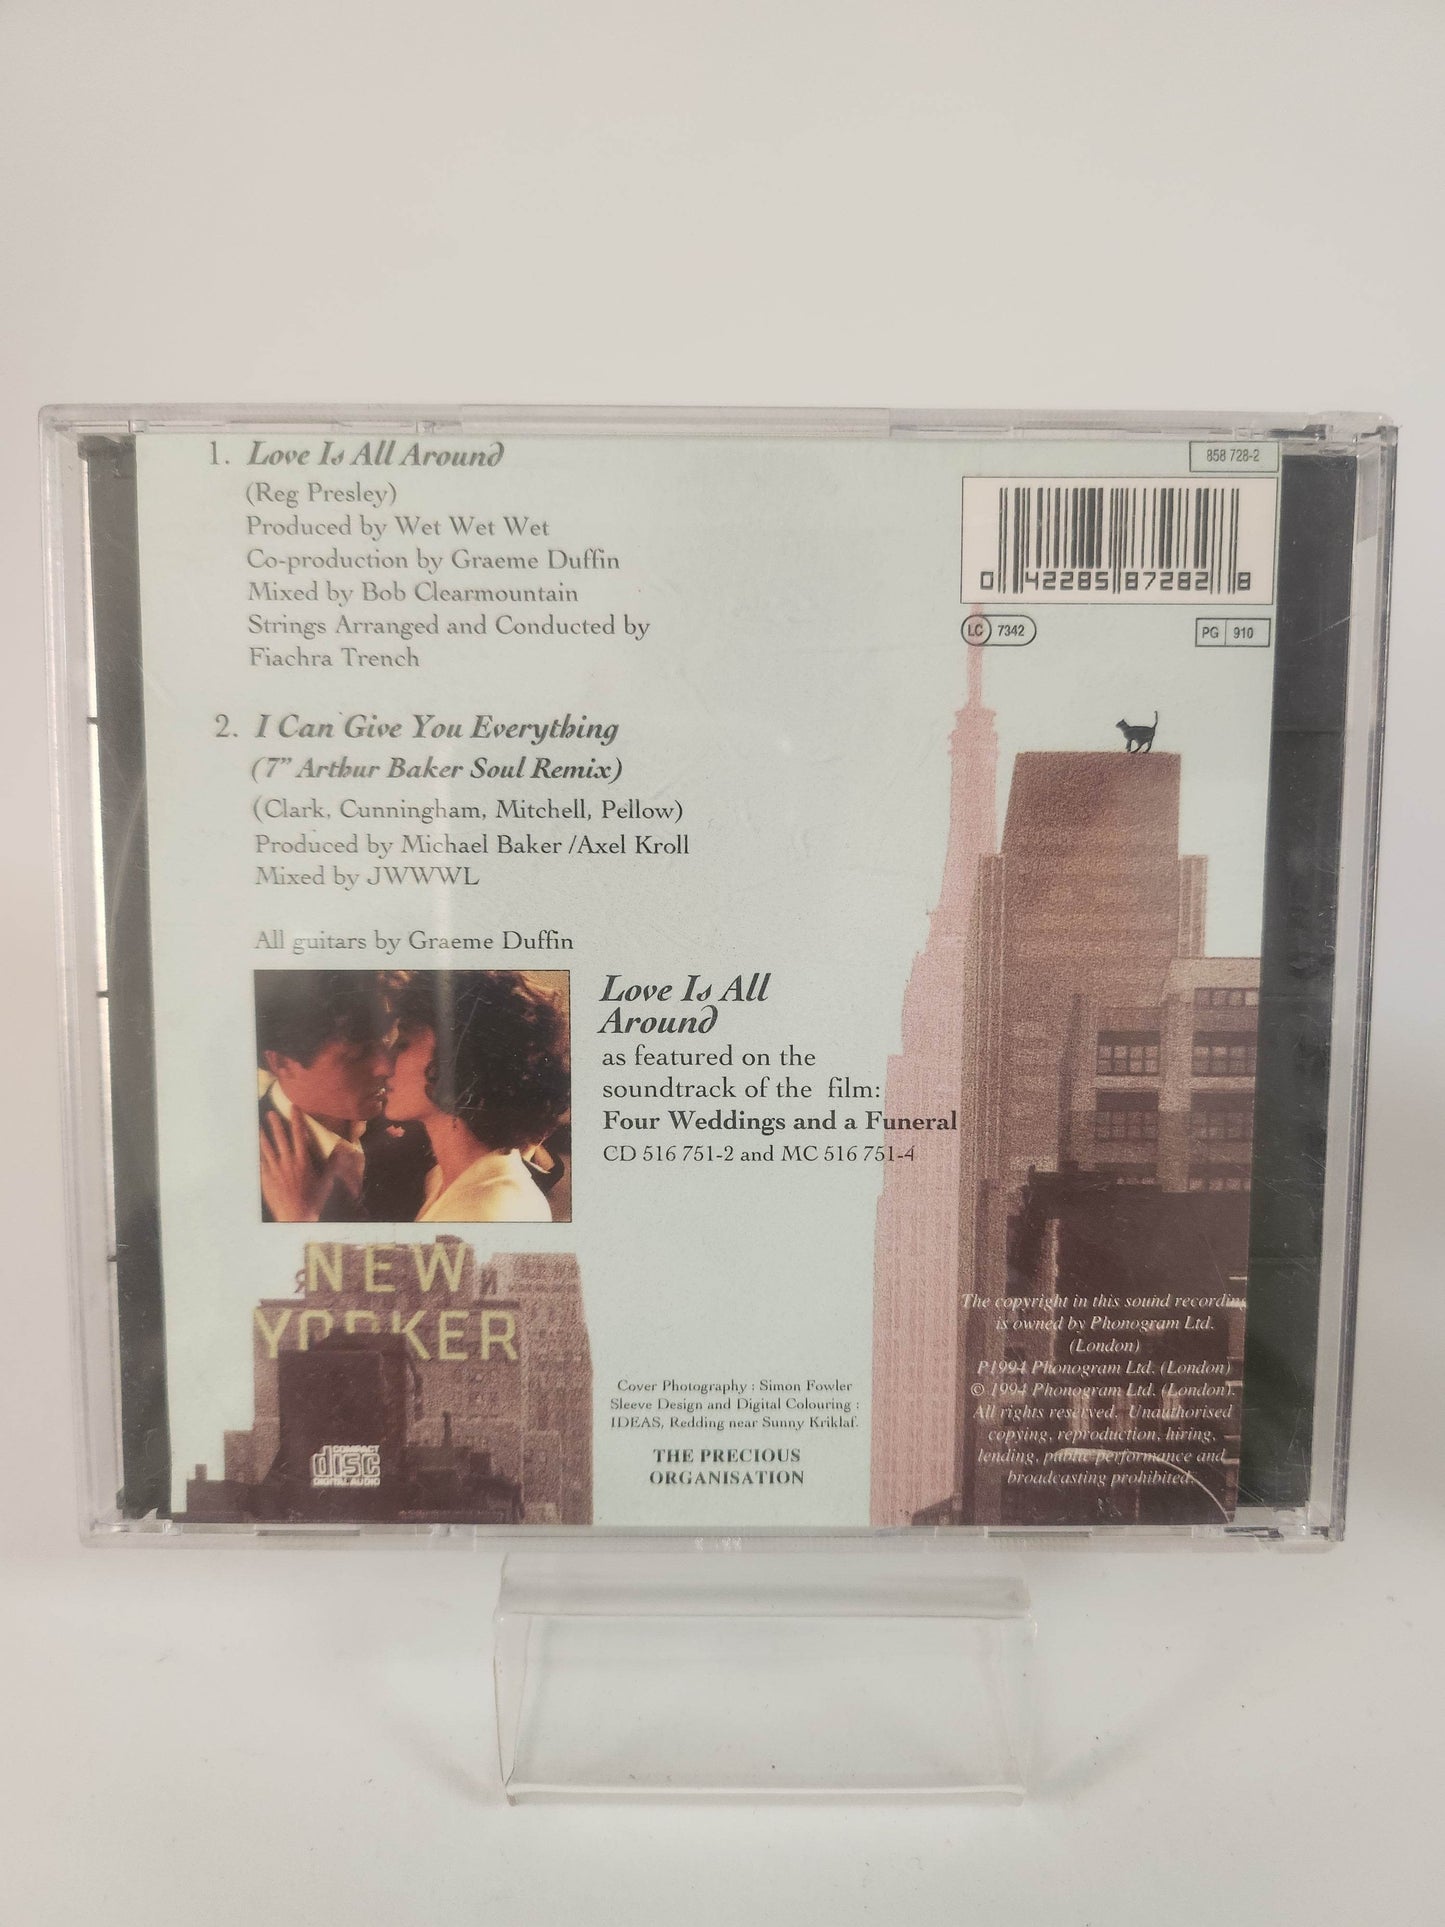 1. Love Is All Around
(Reg Presley)
Produced by Wet Wet Wet
Co-production by Graeme Duffin
Mixed by Bob Clearmountain
Strings Arranged and Conducted by
Fiachra Trench
2. I Can Give You Everything
(7" Arthur Baker Soul Remix)
(Clark, Cunningham, Mitchell, Pellow)
Produced by Michael Baker /Axel Kroll
Mixed by JWWWL
All guitars by Graeme Duffin
858 728-2
0 42285 87282 8
LC 7342
PG 910
Love Is All
Around
as featured on the
soundtrack of the film:
Four Weddings and a Funeral
CD 516 751-2 and MC 516 751-4
NEW
YORKER
COMPACT
disc
DIGITAL AUDIO
Cover Photography : Simon Fowler
Sleeve Design and Digital Colouring :
IDEAS, Redding near Sunny Kriklaf.
THE PRECIOUS
ORGANISATION
The copyright in this sound recording
is owned by Phonogram Ltd.
(London)
P1994 Phonogram Ltd. (London)
© 1994 Phonogram Ltd. (London).
All rights reserved. Unauthorised
copying, reproduction, hiring,
lending, public performance and
broadcasting prohibited.